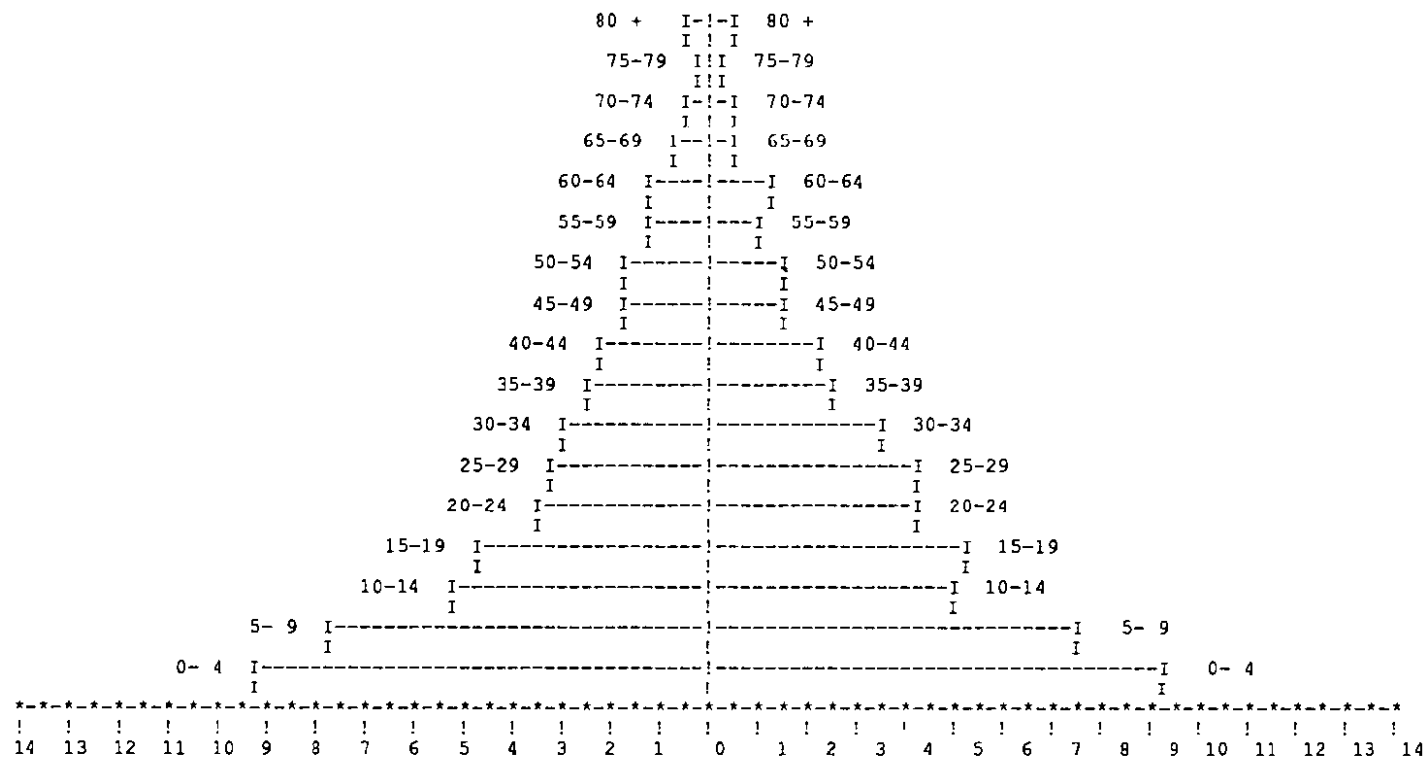 80 + I-!-I 80 +
I ! I
75-79 I!I 75-79
I!I
70-74 I-!-I 70-74
I ! I
65-69 1--!-1 65-69
I ! I
60-64 I----!----I 60-64
I ! I
55-59 I----!---I 55-59
I ! I
50-54 I------!-----I 50-54
I ! I
45-49 I------!-----I 45-49
I ! I
40-44 I--------!--------I 40-44
I ! I
35-39 I---------!---------I 35-39
I ! I
30-34 I-----------!-------------I 30-34
I ! I
25-29 I------------!----------------I 25-29
I ! I
20-24 I-------------!----------------I 20-24
I ! I
15-19 I------------------!--------------------I 15-19
I ! I
10-14 I--------------------!-------------------I 10-14
I ! I
5- 9 I------------------------------!-----------------------------I 5- 9
I ! I
0- 4 I------------------------------------!------------------------------------I 0- 4
I ! I
*-*-*-*-*-*-*-*-*-*-*-*-*-*-*-*-*-*-*-*-*-*-*-*-*-*-*-*-*-*-*-*-*-*-*-*-*-*-*-*-*-*-*-*-*-*-*-*-*-*-*-*-*-*-*-*-*
! ! ! ! ! ! ! ! ! ! ! ! ! ! ! ! ! ! ! ! ! ! ! ! ! ! ! ! !
14 13 12 11 10 9 8 7 6 5 4 3 2 1 0 1 2 3 4 5 6 7 8 9 10 11 12 13 14